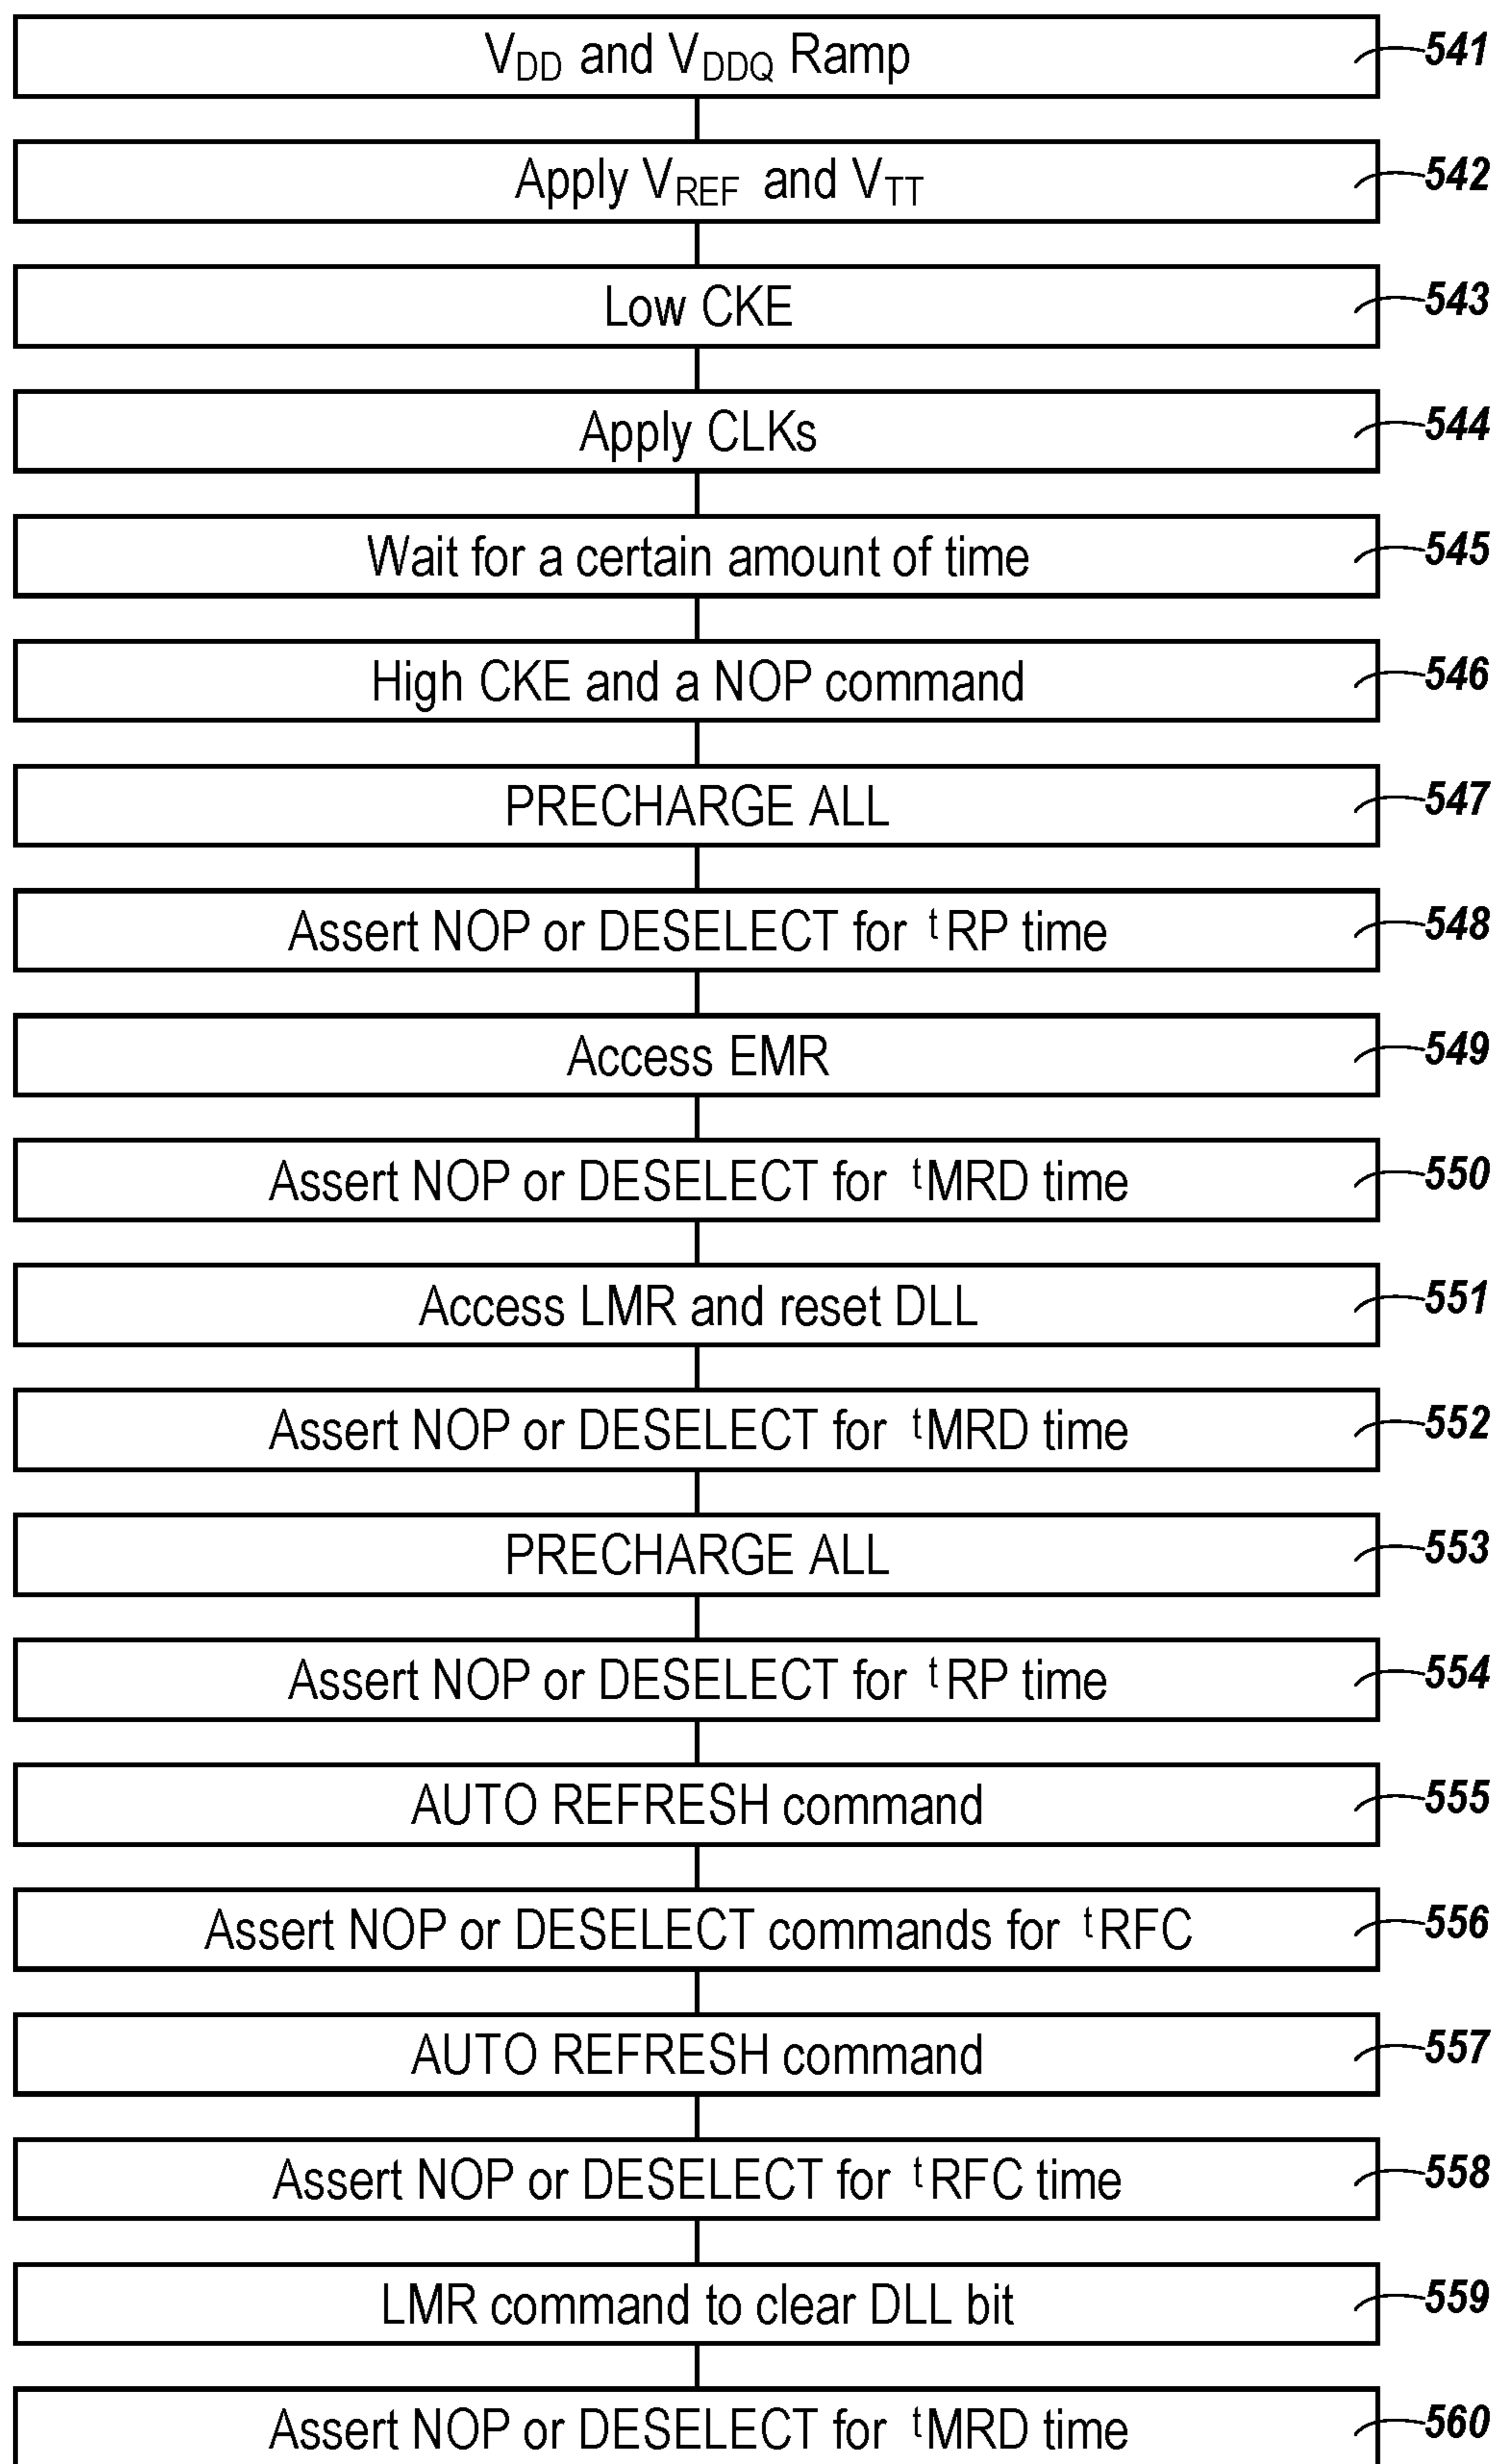 V_DD and V_DDQ Ramp 541
Apply V_REF and V_TT 542
Low CKE 543
Apply CLKs 544
Wait for a certain amount of time 545
High CKE and a NOP command 546
PRECHARGE ALL 547
Assert NOP or DESELECT for ᵗRP time 548
Access EMR 549
Assert NOP or DESELECT for ᵗMRD time 550
Access LMR and reset DLL 551
Assert NOP or DESELECT for ᵗMRD time 552
PRECHARGE ALL 553
Assert NOP or DESELECT for ᵗRP time 554
AUTO REFRESH command 555
Assert NOP or DESELECT commands for ᵗRFC 556
AUTO REFRESH command 557
Assert NOP or DESELECT for ᵗRFC time 558
LMR command to clear DLL bit 559
Assert NOP or DESELECT for ᵗMRD time 560